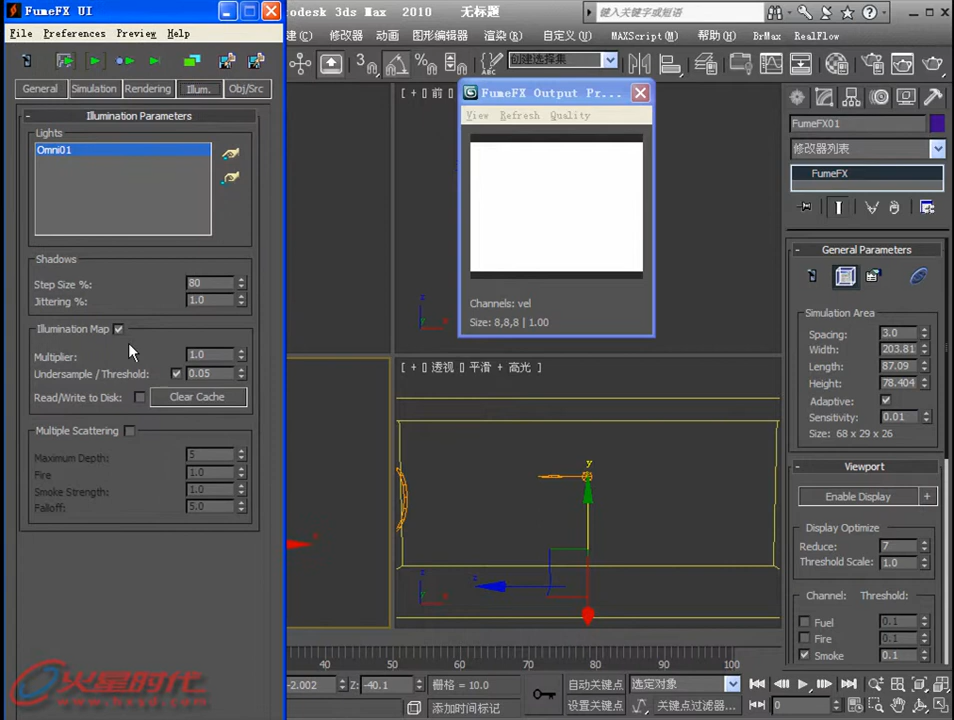 FumeFX UI
File Preferences Preview Help
General Simulation Rendering Illum. Obj/Src
Illumination Parameters
Lights
Omni01
Shadows
Step Size %: 80
Jittering %: 1.0
Illumination Map
Multiplier: 1.0
Undersample / Threshold: 0.05
Read/Write to Disk: Clear Cache
Multiple Scattering
Maximum Depth: 5
Fire 1.0
Smoke Strength: 1.0
Falloff: 5.0
火星时代
odesk 3ds Max 2010 无标题
键入关键字或短语
修改器 动画 图形编辑器 渲染(R) 自定义(U) MAXScript(M) 帮助(H) BrMax RealFlow
创建选择集
[ + [] 前 []
FumeFX Output Pr...
View Refresh Quality
Channels: vel
Size: 8,8,8 | 1.00
[ + [] 透视 [] 平滑 + 高光 ]
y
z
FumeFX01
修改器列表
FumeFX
General Parameters
Simulation Area
Spacing: 3.0
Width: 203.81
Length: 87.09
Height: 78.404
Adaptive:
Sensitivity: 0.01
Size: 68 x 29 x 26
Viewport
Enable Display +
Display Optimize
Reduce: 7
Threshold Scale: 1.0
Channel: Threshold:
Fuel 0.1
Fire 0.1
Smoke 0.1
40 50 60 70 80 90 100
-2.002 Z: -40.1 栅格 = 10.0
添加时间标记
自动关键点 选定对象
设置关键点 关键点过滤器...
0